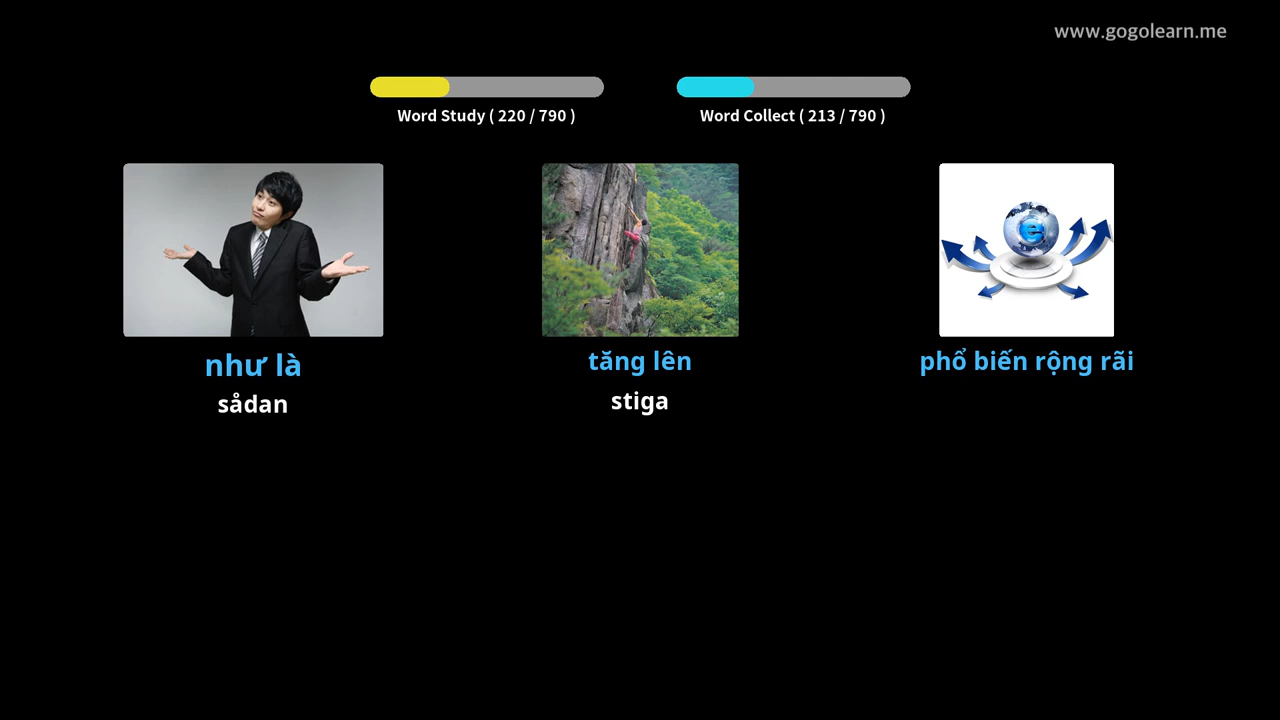 www.gogolearn.me
Word Study ( 220 / 790 )
Word Collect ( 213 / 790 )
như là
sådan
tăng lên
stiga
phổ biến rộng rãi
e